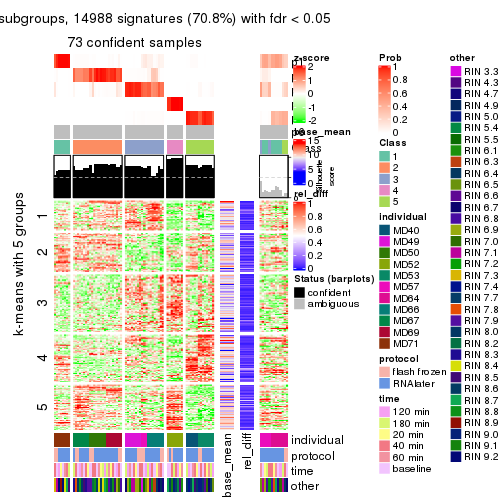 subgroups, 14988 signatures (70.8%) with fdr < 0.05
73 confident samples
k-means with 5 groups
1
2
3
4
5
base_mean
rel_diff
individual
protocol
time
other
z-score
2
1
0
-1
-2
base_mean
15
10
5
0
Silhouette
score
rel_diff
1
0.8
0.6
0.4
0.2
0
Status (barplots)
confident
ambiguous
Prob
1
0.8
0.6
0.4
0.2
0
Class
1
2
3
4
5
individual
MD40
MD49
MD50
MD52
MD53
MD57
MD64
MD66
MD67
MD69
MD71
protocol
flash frozen
RNAlater
time
120 min
180 min
20 min
40 min
60 min
baseline
other
RIN 3.3
RIN 4.3
RIN 4.7
RIN 4.9
RIN 5.0
RIN 5.4
RIN 5.5
RIN 6.1
RIN 6.3
RIN 6.4
RIN 6.5
RIN 6.6
RIN 6.7
RIN 6.8
RIN 6.9
RIN 7.0
RIN 7.1
RIN 7.2
RIN 7.3
RIN 7.4
RIN 7.7
RIN 7.8
RIN 7.9
RIN 8.0
RIN 8.2
RIN 8.3
RIN 8.4
RIN 8.5
RIN 8.6
RIN 8.7
RIN 8.8
RIN 8.9
RIN 9.0
RIN 9.1
RIN 9.2